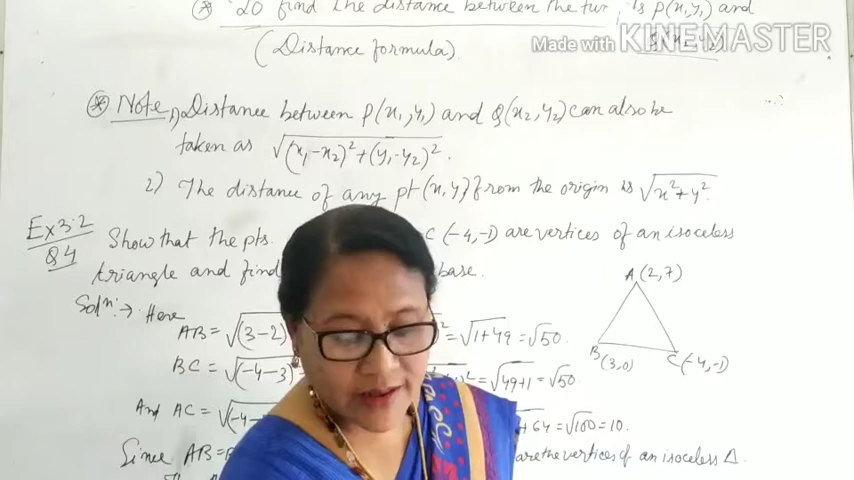 To find the distance between the two pts P(x₁,y₁) and
(Distance formula)
Made with KINEMASTER
Note 1) Distance between P(x₁,y₁) and Q(x₂,y₂) can also be
taken as √(x₁-x₂)²+(y₁-y₂)².
2) The distance of any pt (x,y) from the origin is √x²+y².
Ex 3.2
Q4
Show that the pts. C(-4,-1) are vertices of an isoceless
triangle and find base.
Solⁿ:→ Here
AB = √(3-2) = √1+49 = √50.
BC = √(-4-3) = √49+1 = √50.
And AC = √(-4- +64 = √100 = 10.
Since AB= are the vertices of an isoceless Δ.
A(2,7)
B(3,0)
C(-4,-1)